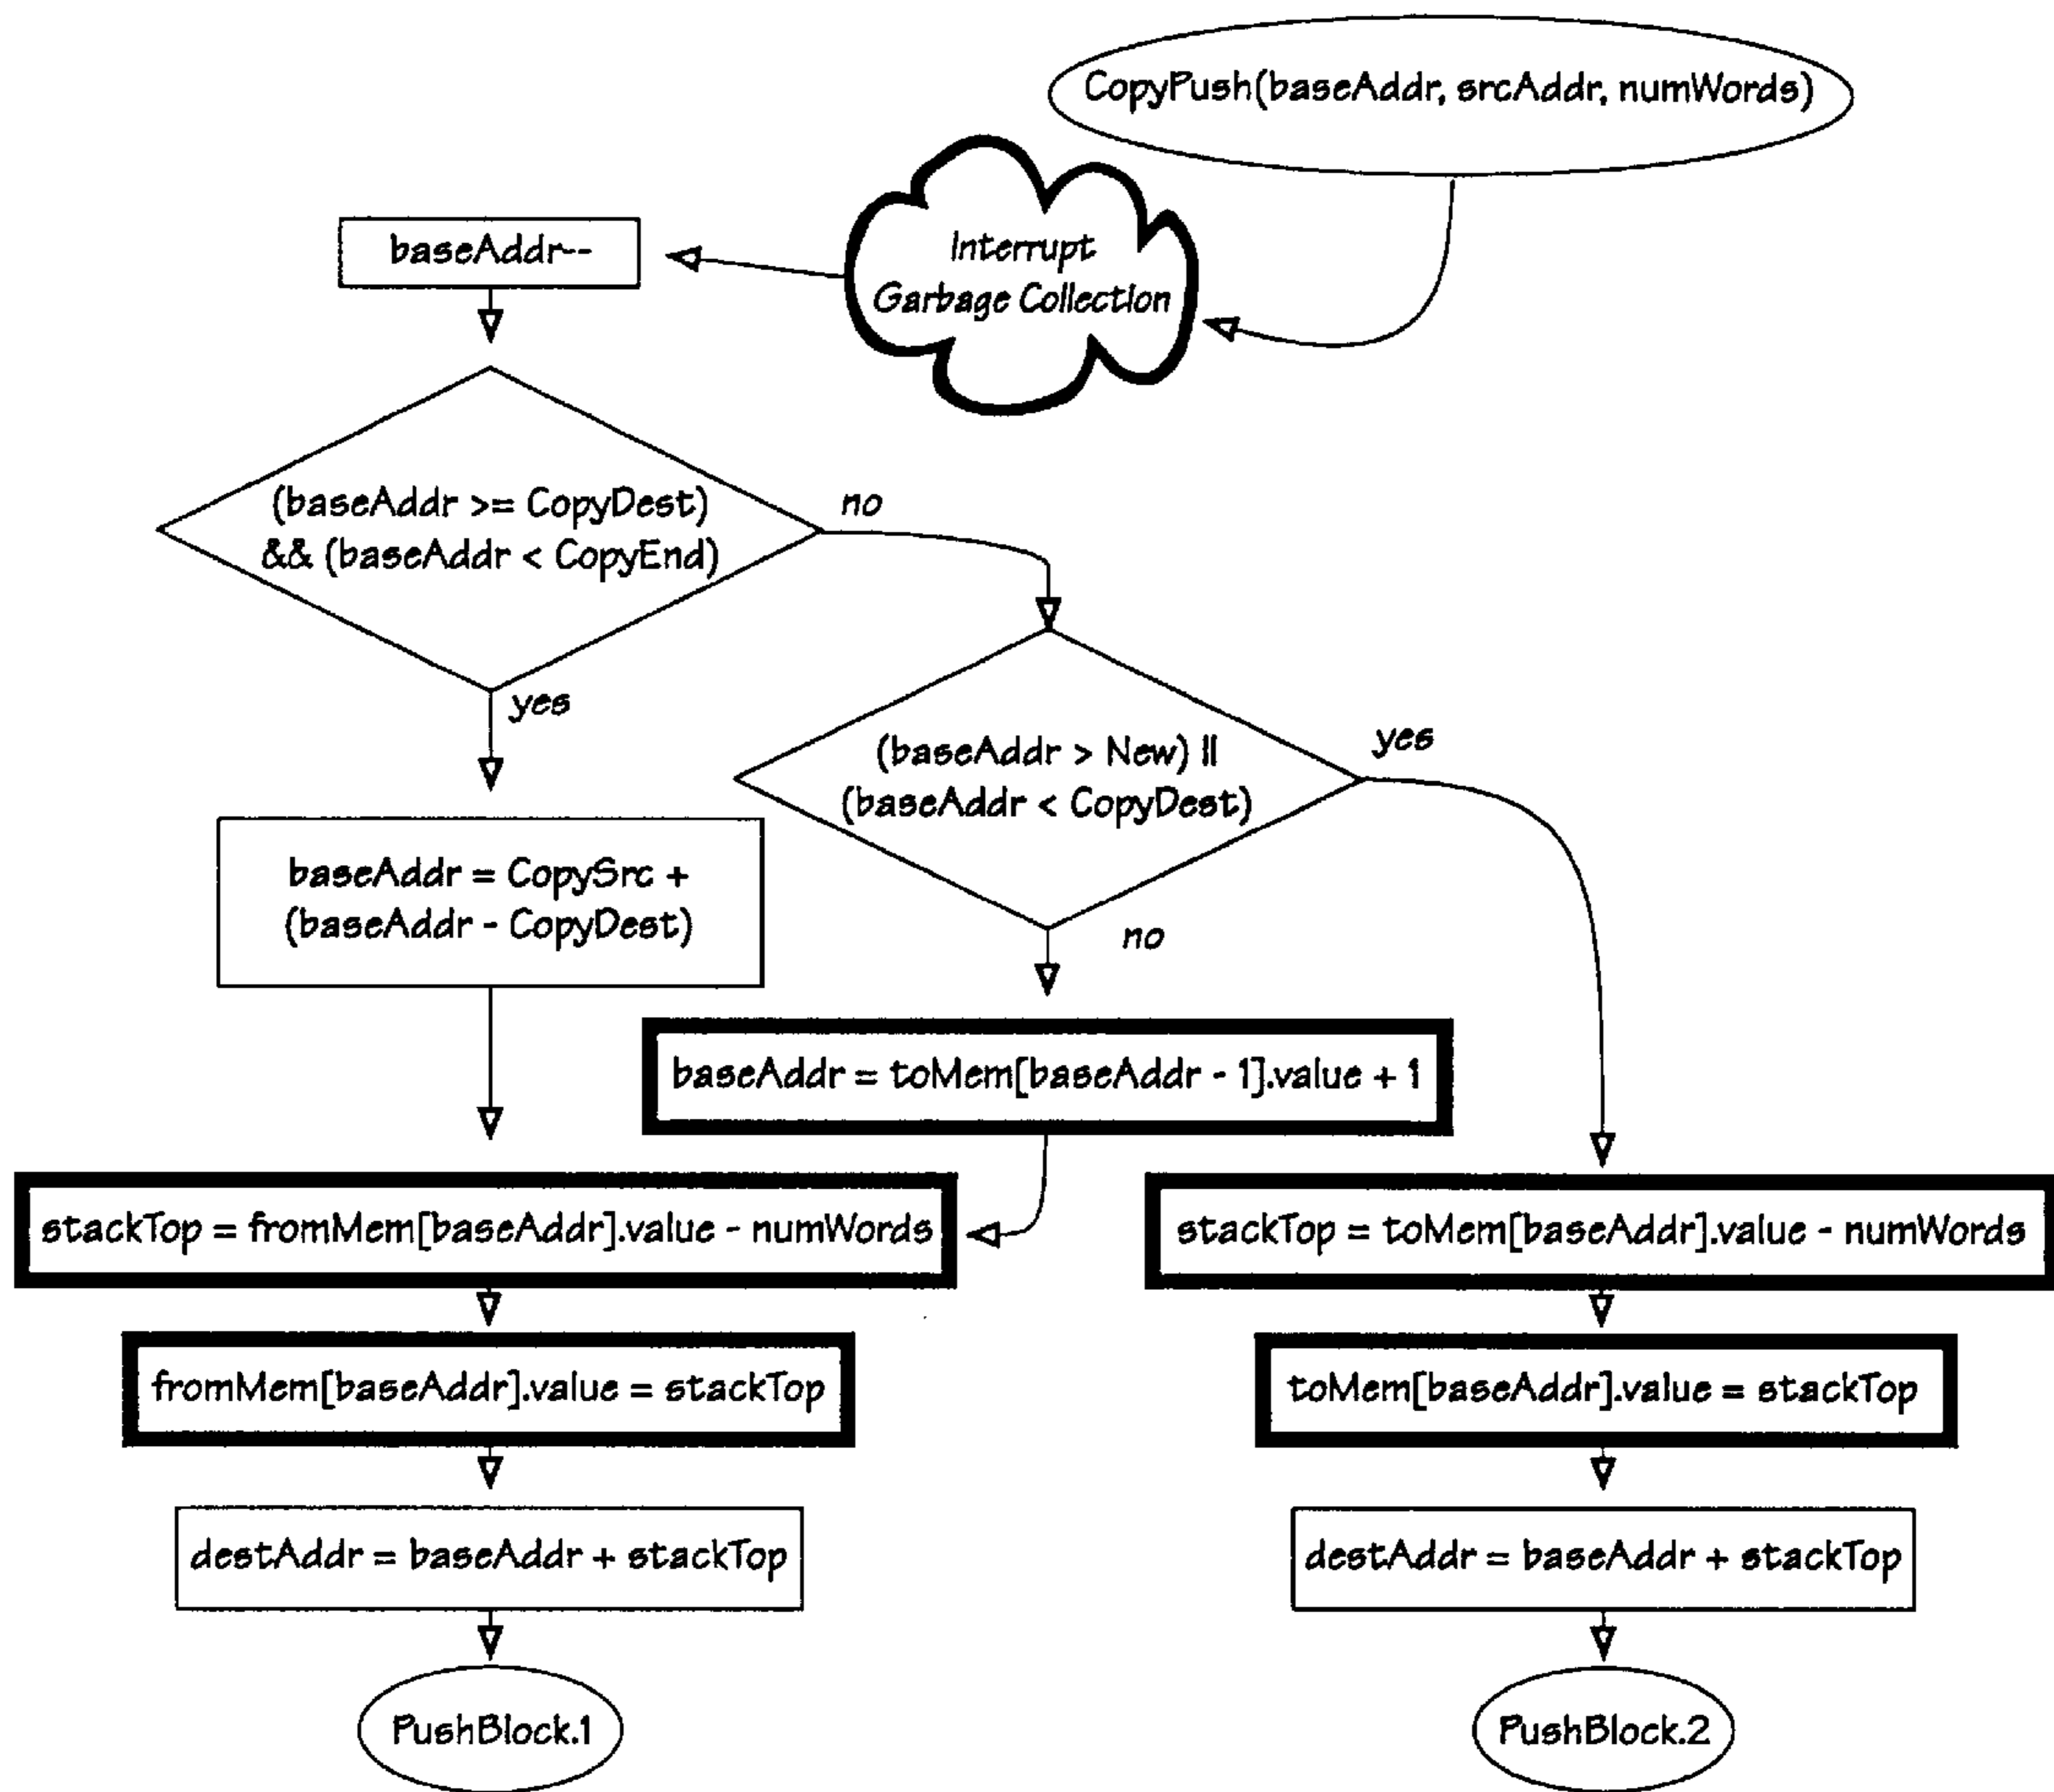 CopyPush(baseAddr, srcAddr, numWords)
Interrupt
Garbage Collection
baseAddr--
(baseAddr >= CopyDest)
&& (baseAddr < CopyEnd)
no
yes
(baseAddr > New) ||
(baseAddr < CopyDest)
yes
no
baseAddr = CopySrc +
(baseAddr - CopyDest)
baseAddr = toMem[baseAddr - 1].value + 1
stackTop = fromMem[baseAddr].value - numWords
stackTop = toMem[baseAddr].value - numWords
fromMem[baseAddr].value = stackTop
toMem[baseAddr].value = stackTop
destAddr = baseAddr + stackTop
destAddr = baseAddr + stackTop
PushBlock.1
PushBlock.2